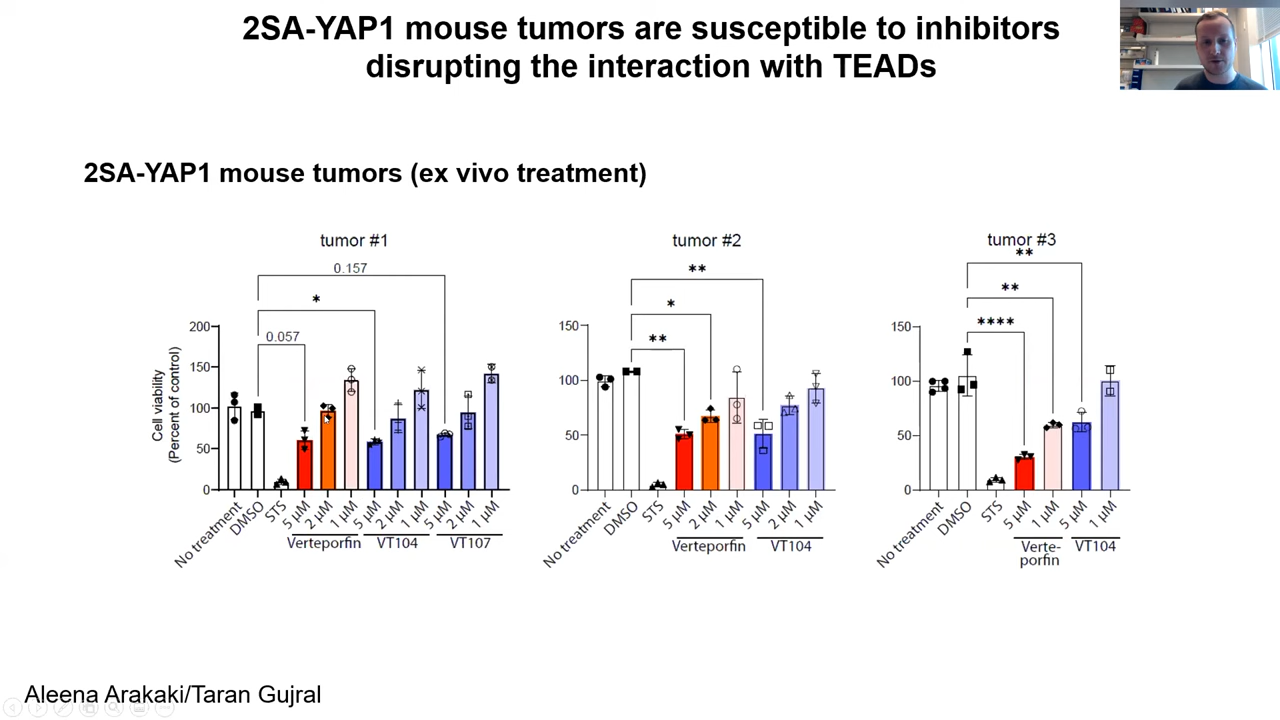 2SA-YAP1 mouse tumors are susceptible to inhibitors
disrupting the interaction with TEADs
2SA-YAP1 mouse tumors (ex vivo treatment)
tumor #1
0.157
*
0.057
Cell viability
(Percent of control)
200
150
100
50
0
No treatment
DMSO
STS
5 µM
2 µM
1 µM
5 µM
2 µM
1 µM
5 µM
2 µM
1 µM
Verteporfin
VT104
VT107
tumor #2
**
*
**
150
100
50
0
No treatment
DMSO
STS
5 µM
2 µM
1 µM
5 µM
2 µM
1 µM
Verteporfin
VT104
tumor #3
**
**
****
150
100
50
0
No treatment
DMSO
STS
5 µM
1 µM
5 µM
1 µM
Verte-
porfin
VT104
Aleena Arakaki/Taran Gujral